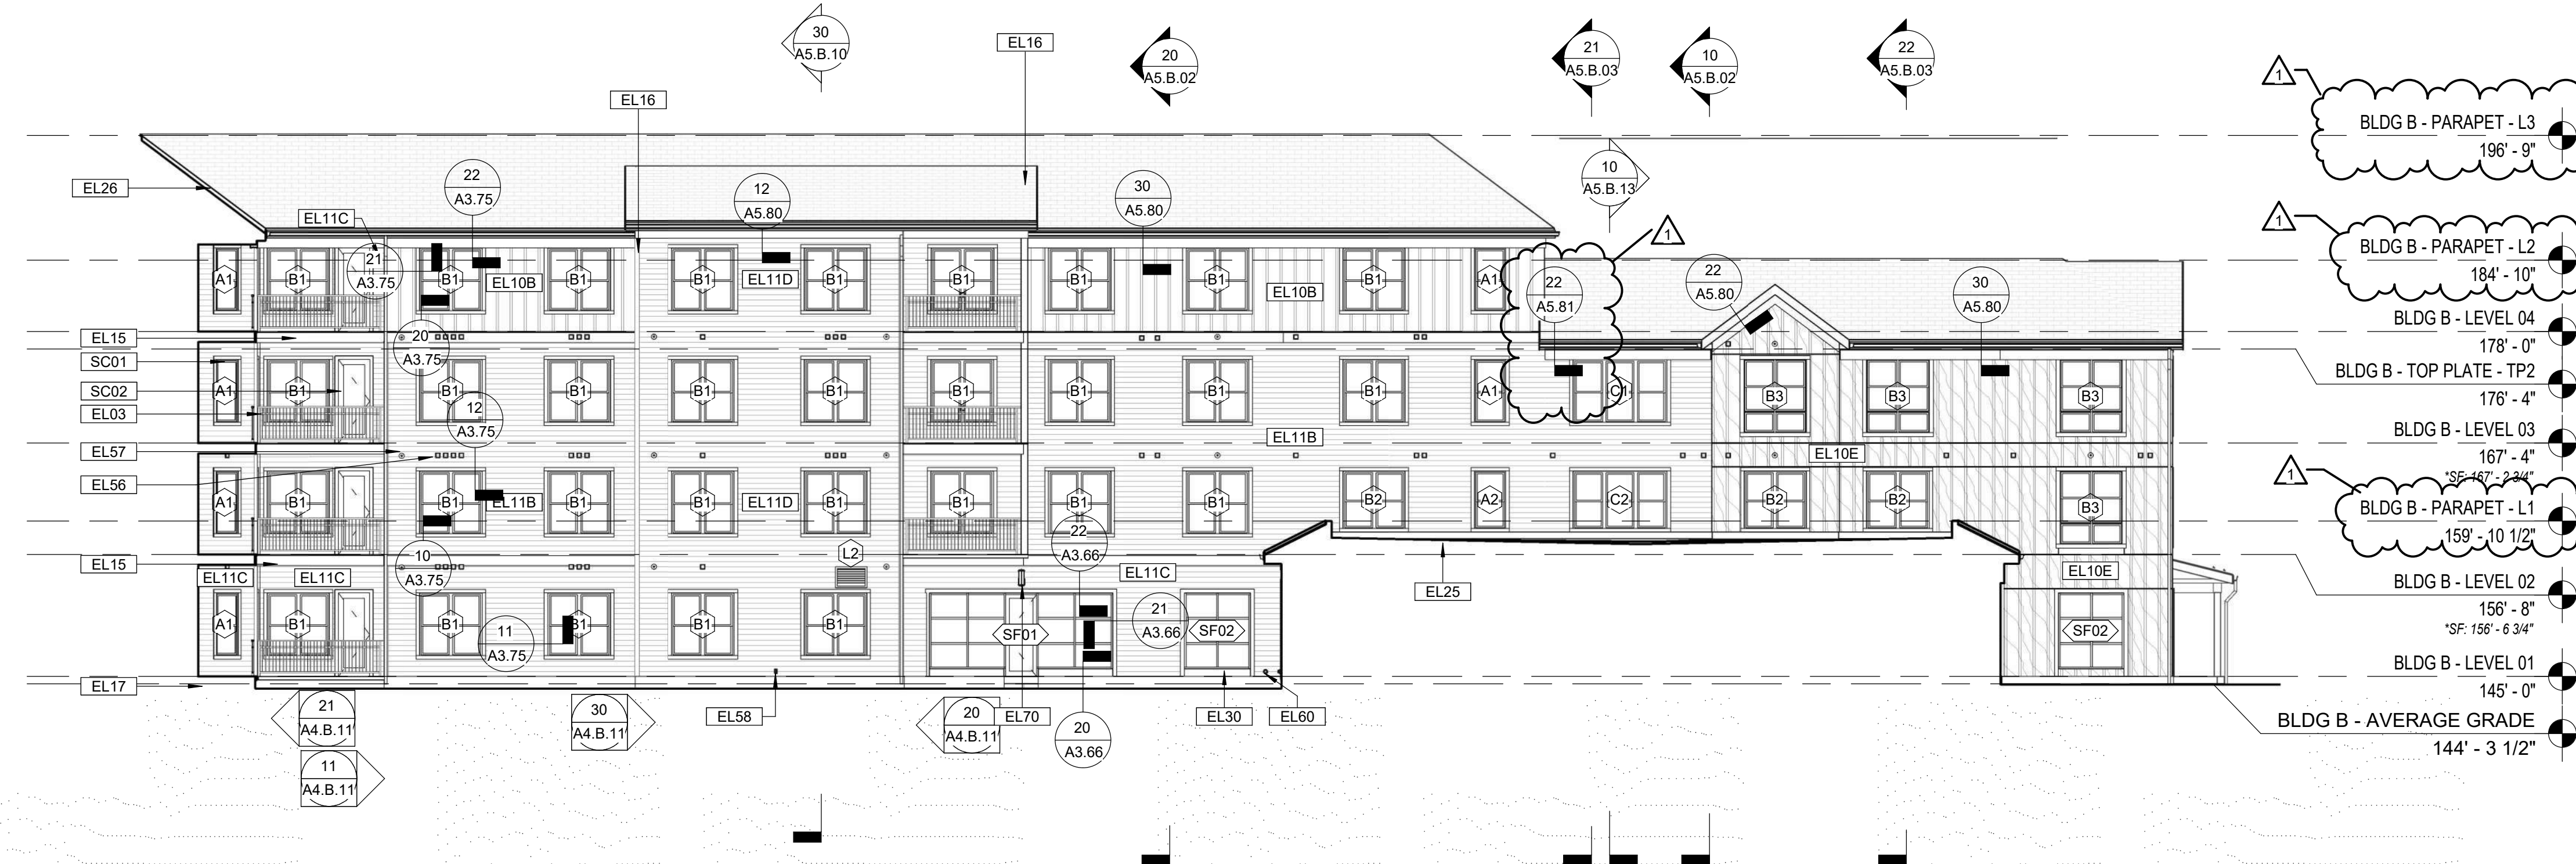 30
A5.B.10
EL16
20
A5.B.02
21
A5.B.03
10
A5.B.02
22
A5.B.03
1
BLDG B - PARAPET - L3
196' - 9"
EL16
EL26
22
A3.75
12
A5.80
30
A5.80
10
A5.B.13
EL11C
1
1
BLDG B - PARAPET - L2
184' - 10"
21
A3.75
A1
B1
B1
EL10B
B1
B1
EL11D
B1
B1
B1
B1
EL10B
B1
A1
22
A5.81
22
A5.80
30
A5.80
BLDG B - LEVEL 04
178' - 0"
EL15
20
A3.75
SC01
SC02
EL03
A1
B1
B1
B1
B1
B1
B1
B1
B1
B1
A1
C1
B3
B3
B3
BLDG B - TOP PLATE - TP2
176' - 4"
12
A3.75
EL11B
BLDG B - LEVEL 03
167' - 4"
*SF: 167' - 2 3/4"
EL57
EL56
EL10E
A1
B1
B1
EL11B
B1
B1
EL11D
B1
B1
B1
B1
B2
A2
C2
B2
B2
B3
1
BLDG B - PARAPET - L1
159' - 10 1/2"
10
A3.75
L2
22
A3.66
EL15
EL11C
EL11C
EL11C
EL25
EL10E
BLDG B - LEVEL 02
156' - 8"
*SF: 156' - 6 3/4"
A1
B1
B1
11
A3.75
B1
B1
B1
SF01
21
A3.66
SF02
SF02
BLDG B - LEVEL 01
145' - 0"
EL17
21
A4.B.11
30
A4.B.11
EL58
20
A4.B.11
EL70
20
A3.66
EL30
EL60
BLDG B - AVERAGE GRADE
144' - 3 1/2"
11
A4.B.11